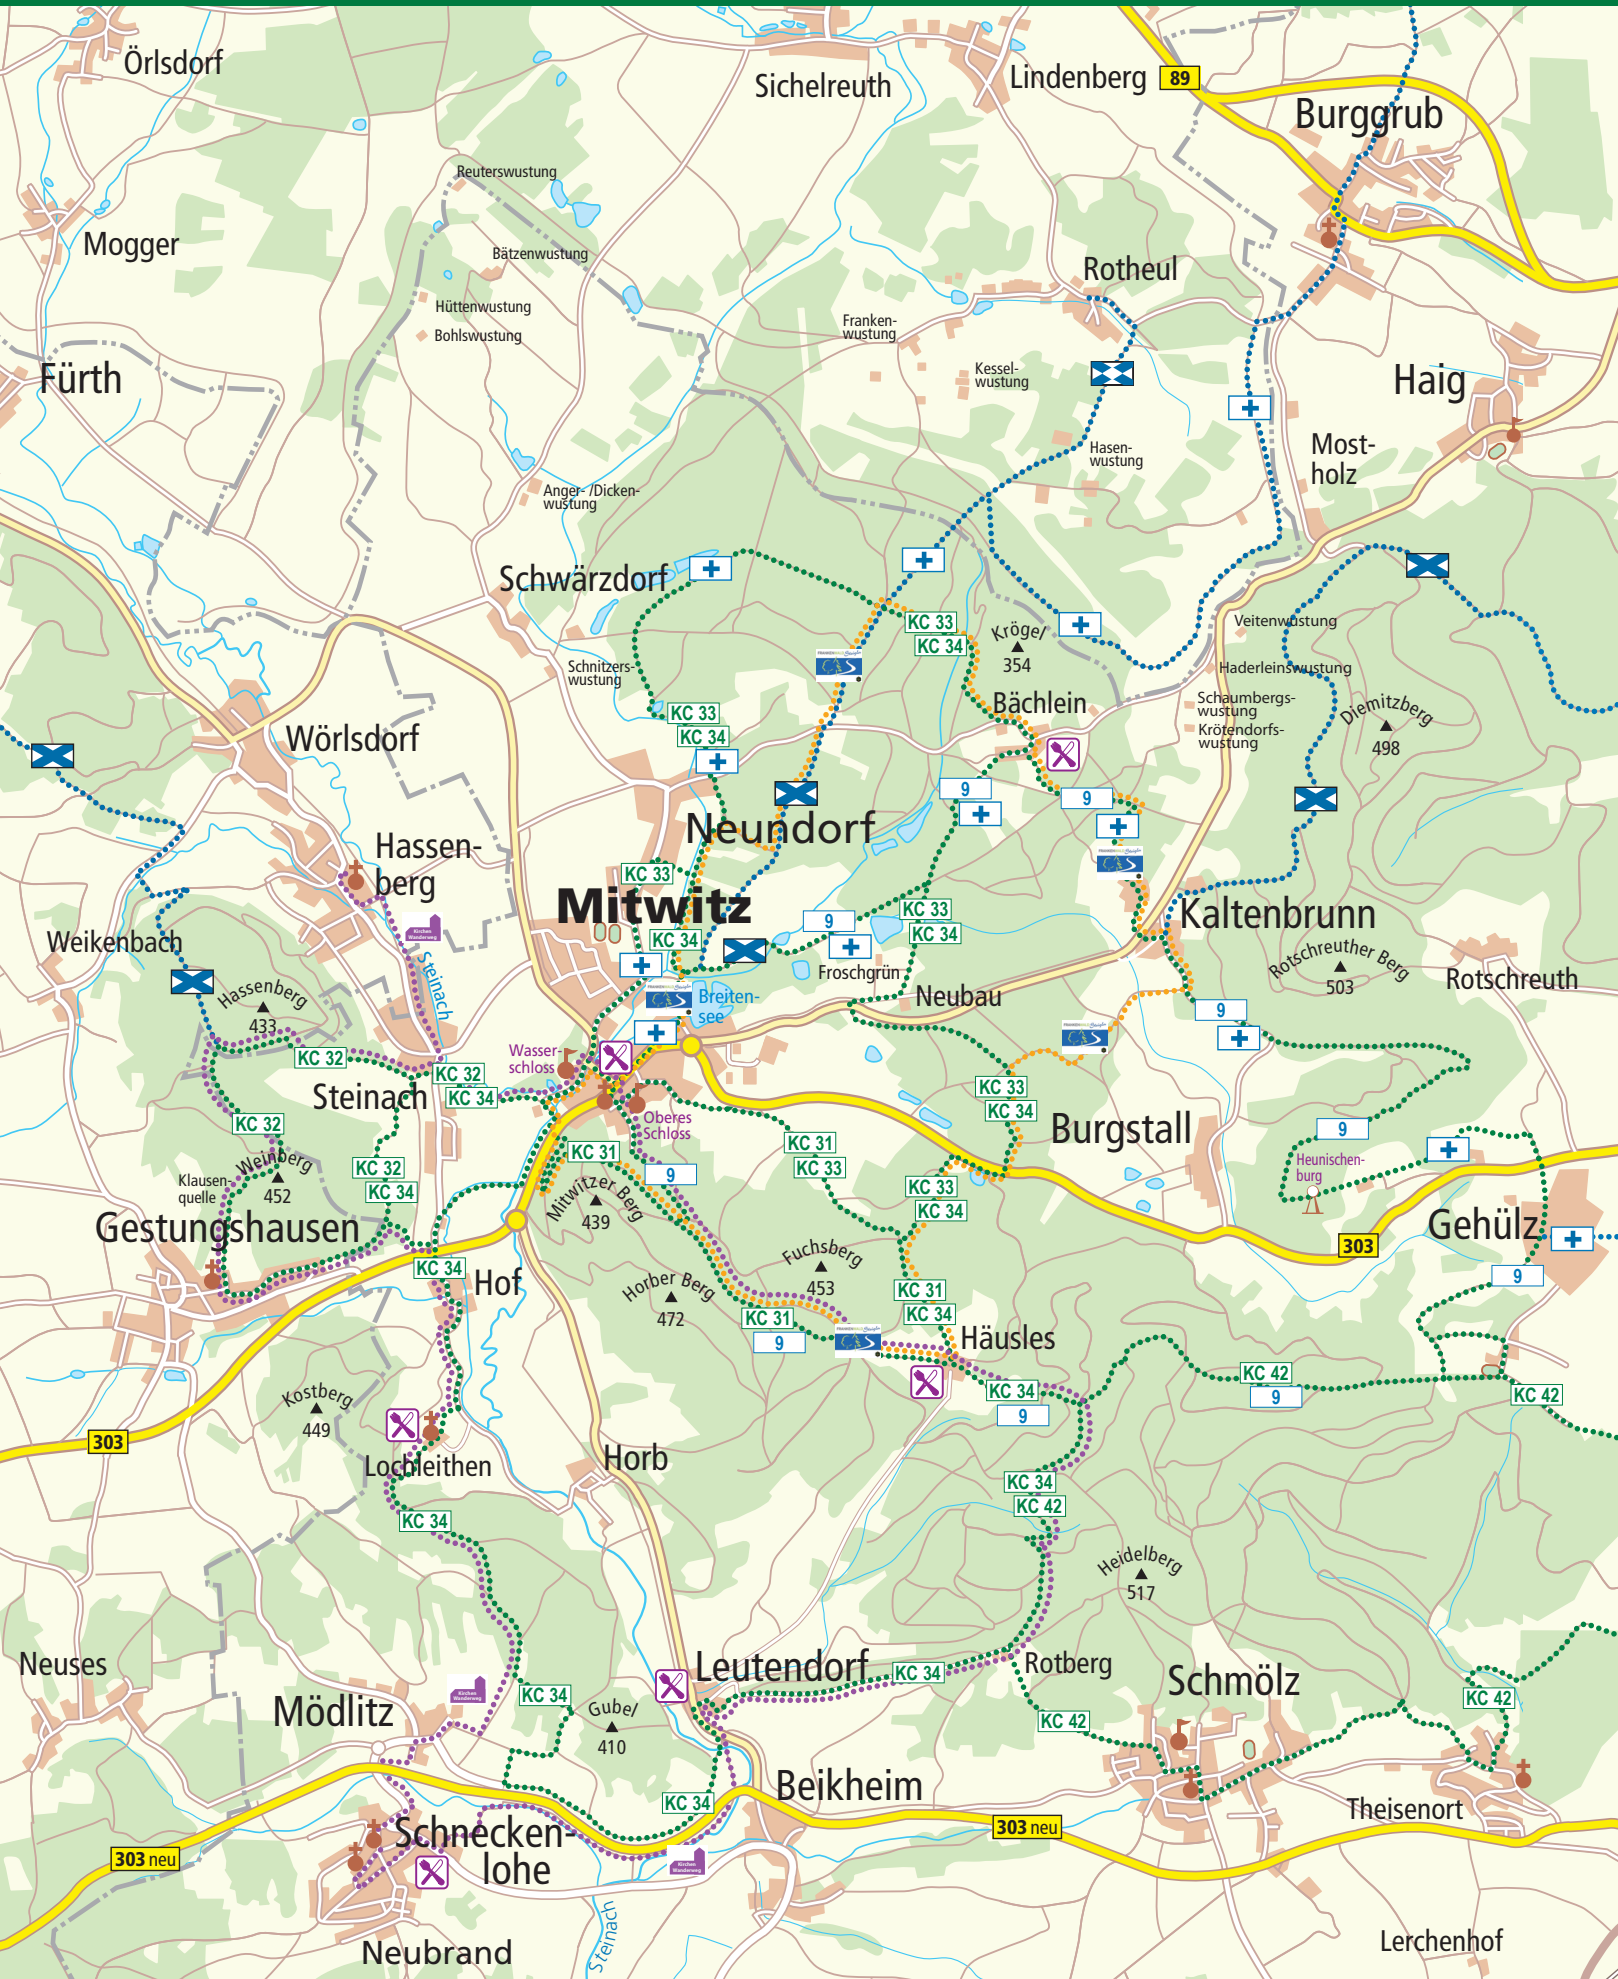 Örlsdorf
Sichelreuth
Lindenberg
89
Burggrub
Reuterswustung
Mogger
Bätzenwustung
Rotheul
Hüttenwustung
Bohlswustung
Franken-
wustung
Fürth
Kessel-
wustung
Haig
Hasen-
wustung
Most-
holz
Anger- /Dicken-
wustung
Schwärzdorf
KC 33
KC 34
Krögel
354
Veitenwustung
Schnitzers-
wustung
Haderleinswustung
Schaumbergs-
wustung
Krötendorfs-
wustung
Diemitzberg
498
Bächlein
KC 33
KC 34
Wörlsdorf
9
9
Neundorf
Hassen-
berg
KC 33
Mitwitz
KC 34
9
KC 33
KC 34
Kaltenbrunn
Kirchen
Wanderweg
Weikenbach
Steinach
Froschgrün
Rotschreuther Berg
503
Rotschreuth
Hassenberg
433
Breiten-
see
Neubau
9
KC 32
Wasser-
schloss
KC 32
KC 34
Steinach
KC 33
KC 34
Oberes
Schloss
KC 32
KC 31
KC 31
KC 33
Burgstall
9
Heunischen-
burg
Weinberg
452
Klausen-
quelle
KC 32
KC 34
9
Mitwitzer Berg
439
KC 33
KC 34
Gestungshausen
Gehülz
303
KC 34
Hof
Fuchsberg
453
9
Horber Berg
472
KC 31
9
KC 31
KC 34
Häusles
KC 42
9
KC 34
9
KC 42
Kostberg
449
303
Lochleithen
Horb
KC 34
KC 42
KC 34
Heidelberg
517
Neuses
Leutendorf
KC 34
Rotberg
Schmölz
Kirchen
Wanderweg
KC 34
KC 42
Mödlitz
Gubel
410
KC 42
Beikheim
KC 34
Theisenort
303 neu
Schnecken-
lohe
303 neu
Kirchen
Wanderweg
Steinach
Neubrand
Lerchenhof